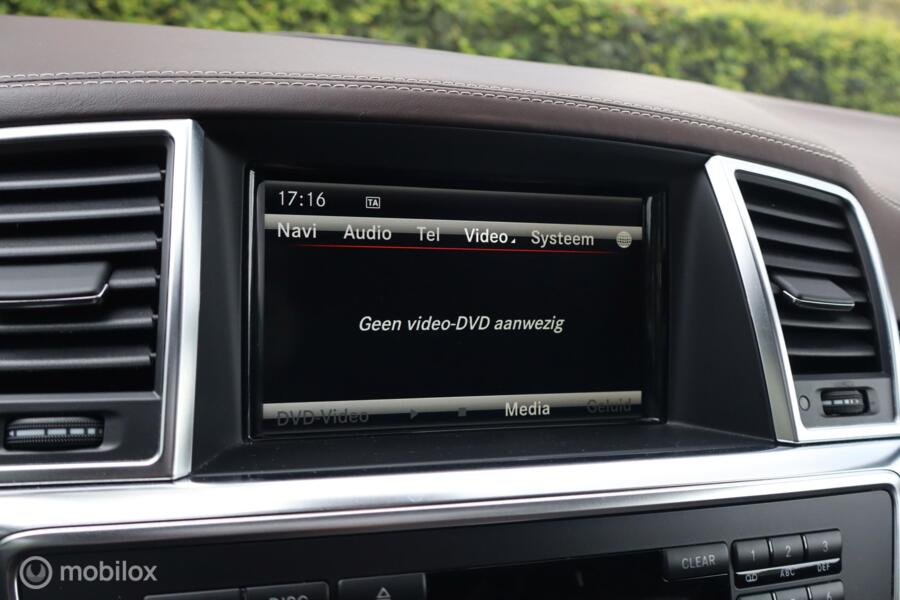 17:16 TA
Navi Audio Tel Video Systeem
Geen video-DVD aanwezig
DVD-Video Media Geluid
CLEAR 1 2 3
ABC DEF
DISC
mobilox